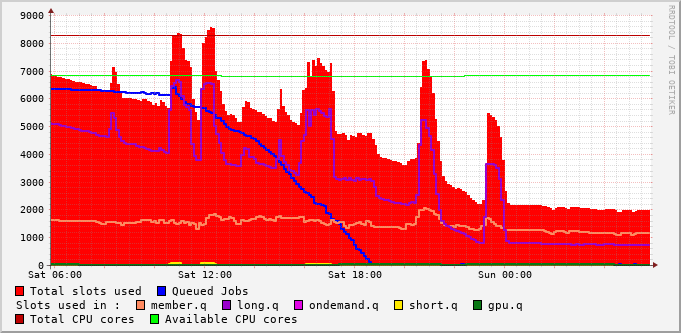 RRDTOOL / TOBI OETIKER
9000
8000
7000
6000
5000
4000
3000
2000
1000
0
Sat 06:00 Sat 12:00 Sat 18:00 Sun 00:00
Total slots used Queued Jobs
Slots used in : member.q long.q ondemand.q short.q gpu.q
Total CPU cores Available CPU cores